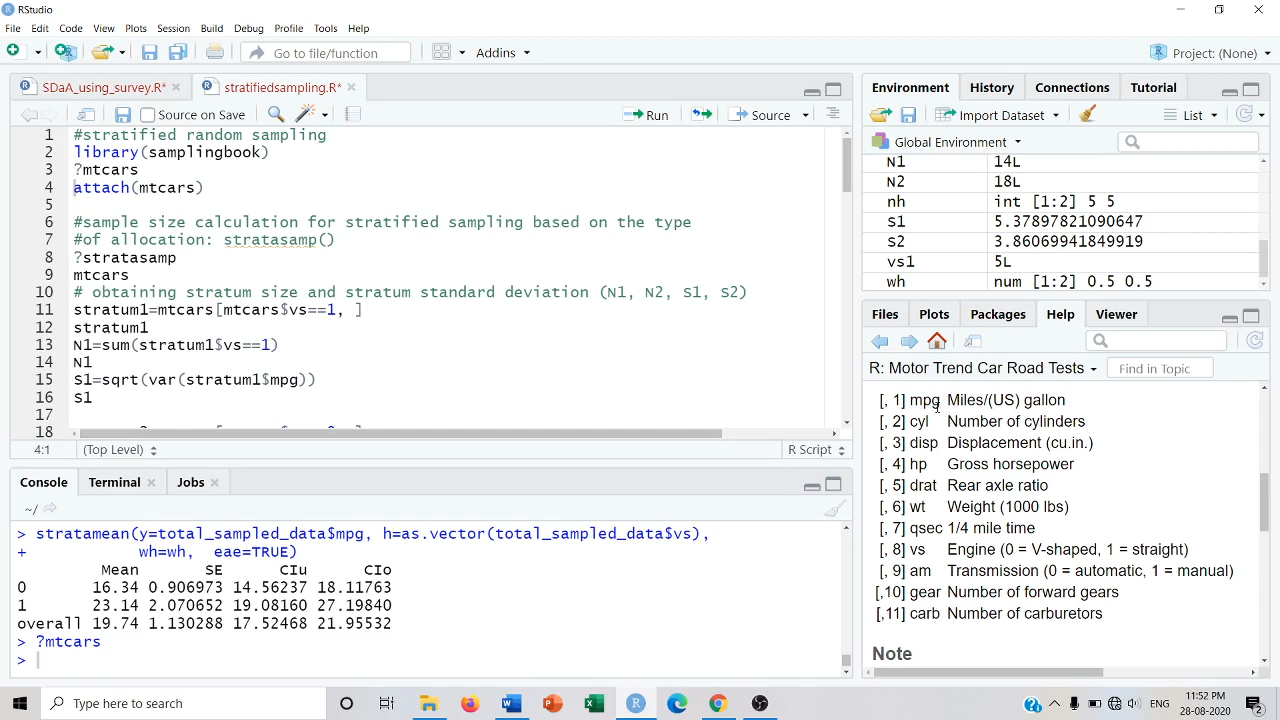 RStudio
File Edit Code View Plots Session Build Debug Profile Tools Help
Go to file/function Addins Project: (None)
SDaA_using_survey.R* stratifiedsampling.R*
Source on Save Run Source
1 #stratified random sampling
2 library(samplingbook)
3 ?mtcars
4 attach(mtcars)
5
6 #sample size calculation for stratified sampling based on the type
7 #of allocation: stratasamp()
8 ?stratasamp
9 mtcars
10 # obtaining stratum size and stratum standard deviation (N1, N2, S1, S2)
11 stratum1=mtcars[mtcars$vs==1, ]
12 stratum1
13 N1=sum(stratum1$vs==1)
14 N1
15 S1=sqrt(var(stratum1$mpg))
16 S1
17
18
4:1 (Top Level) R Script
Console Terminal Jobs
~/
> stratamean(y=total_sampled_data$mpg, h=as.vector(total_sampled_data$vs),
+ wh=wh, eae=TRUE)
Mean SE CIu CIo
0 16.34 0.906973 14.56237 18.11763
1 23.14 2.070652 19.08160 27.19840
overall 19.74 1.130288 17.52468 21.95532
> ?mtcars
>
Environment History Connections Tutorial
Import Dataset List
Global Environment
N1 14L
N2 18L
nh int [1:2] 5 5
S1 5.37897821090647
S2 3.86069941849919
vs1 5L
wh num [1:2] 0.5 0.5
Files Plots Packages Help Viewer
R: Motor Trend Car Road Tests Find in Topic
[, 1] mpg Miles/(US) gallon
[, 2] cyl Number of cylinders
[, 3] disp Displacement (cu.in.)
[, 4] hp Gross horsepower
[, 5] drat Rear axle ratio
[, 6] wt Weight (1000 lbs)
[, 7] qsec 1/4 mile time
[, 8] vs Engine (0 = V-shaped, 1 = straight)
[, 9] am Transmission (0 = automatic, 1 = manual)
[,10] gear Number of forward gears
[,11] carb Number of carburetors
Note
Type here to search
ENG
11:52 PM
28-08-2020
2